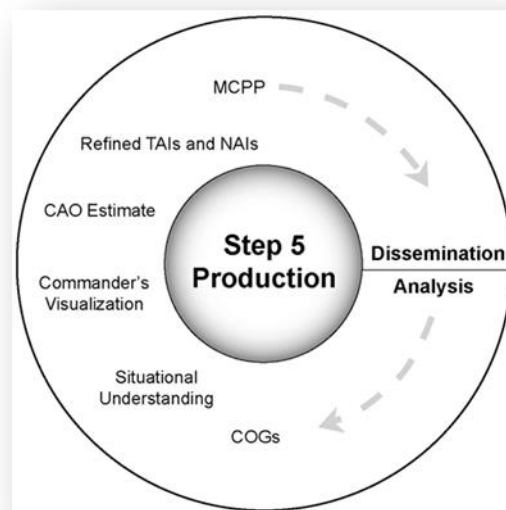 MCPP
Refined TAIs and NAIs
CAO Estimate
Step 5
Production
Dissemination
Analysis
Commander's
Visualization
Situational
Understanding
COGs